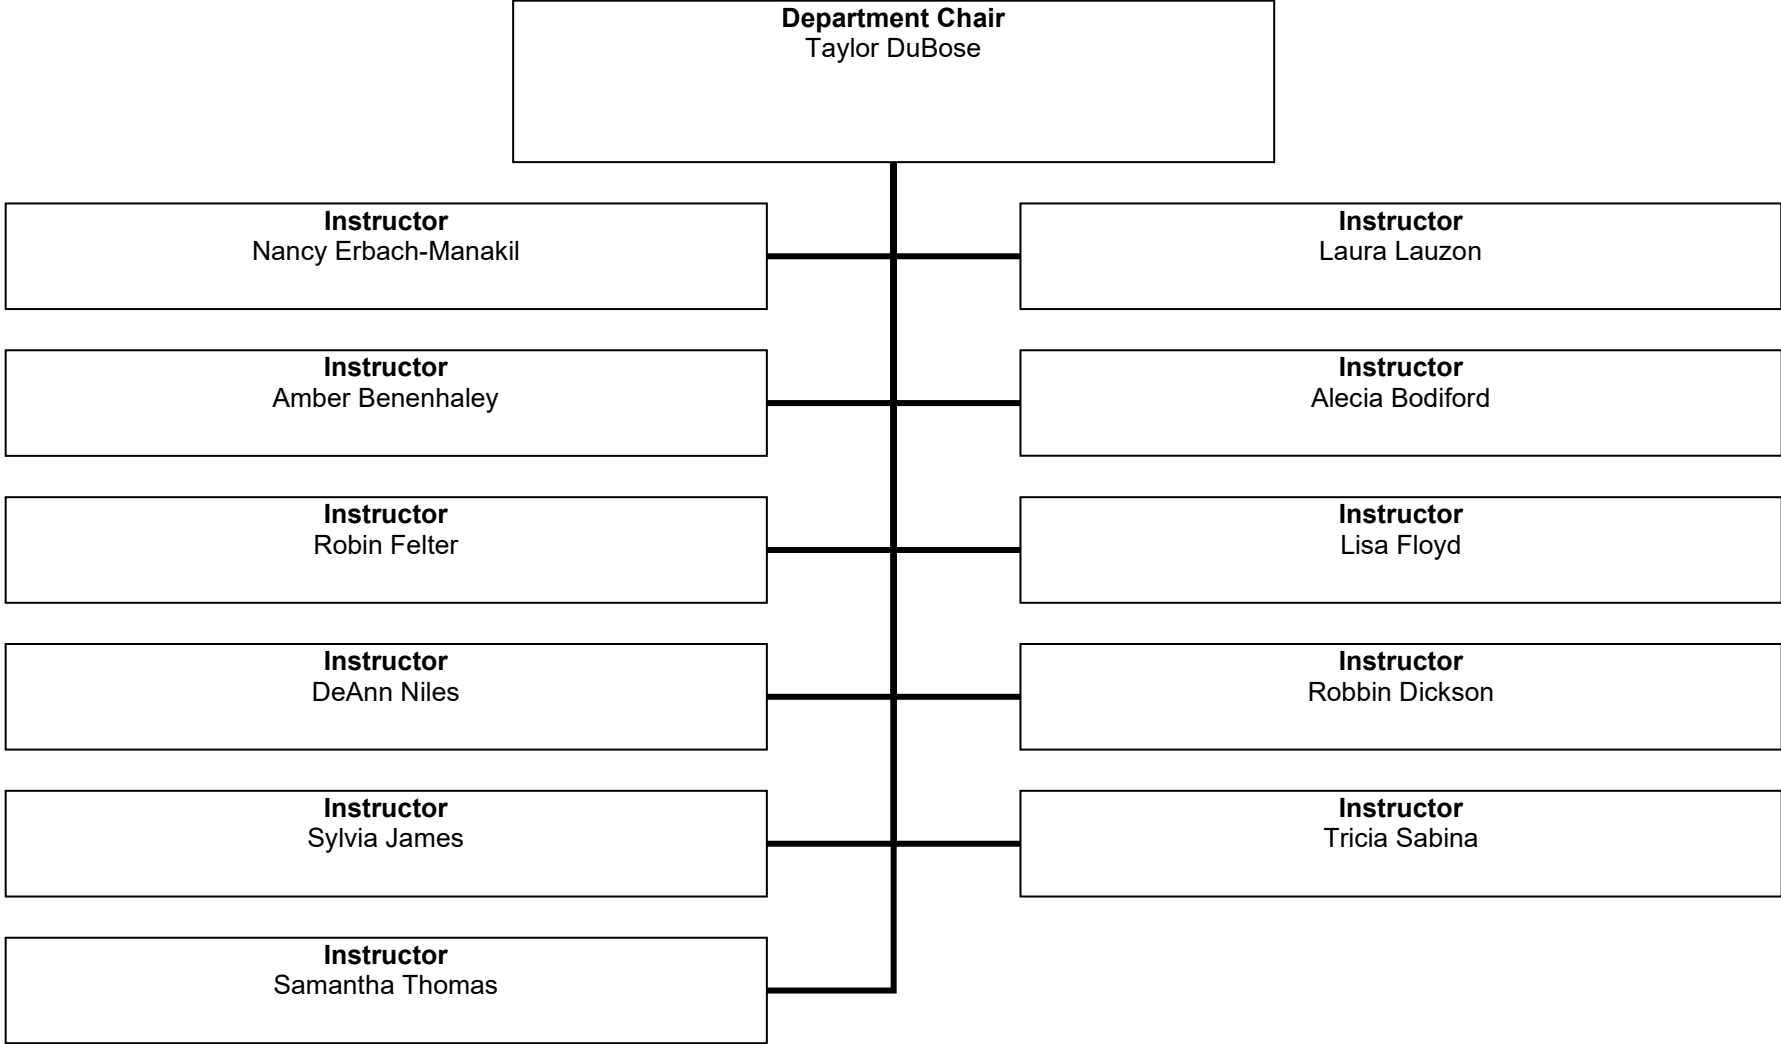 Department Chair
Taylor DuBose
Instructor
Nancy Erbach-Manakil
Instructor
Laura Lauzon
Instructor
Amber Benenhaley
Instructor
Alecia Bodiford
Instructor
Robin Felter
Instructor
Lisa Floyd
Instructor
DeAnn Niles
Instructor
Robbin Dickson
Instructor
Sylvia James
Instructor
Tricia Sabina
Instructor
Samantha Thomas